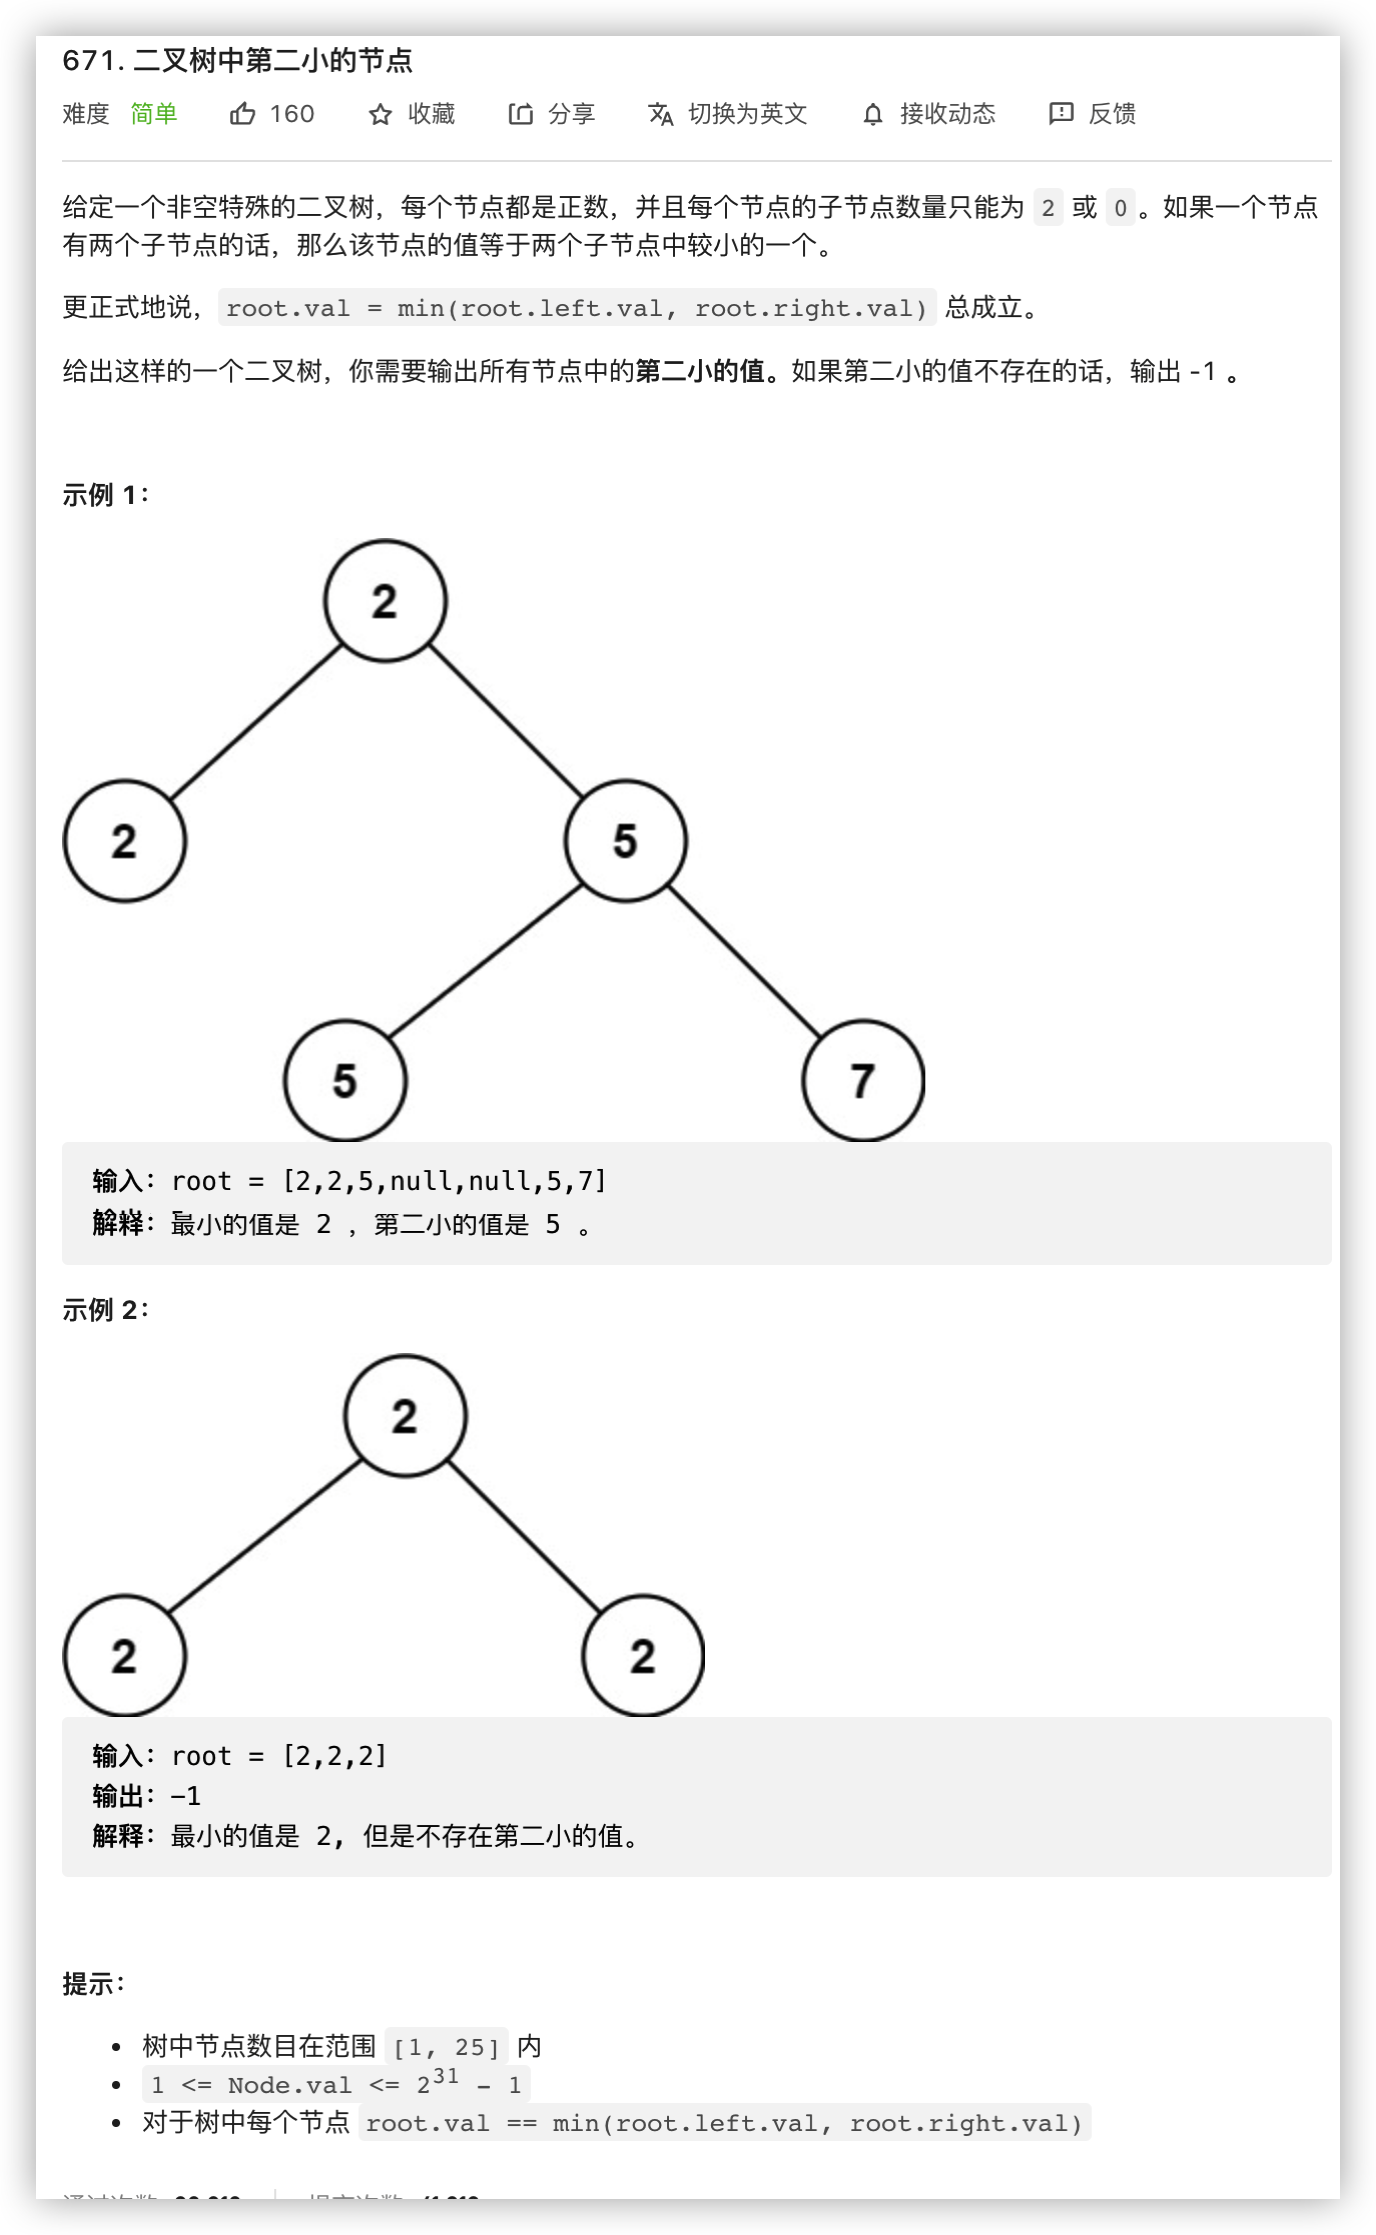 671. 二叉树中第二小的节点
难度 简单 160 收藏 分享 切换为英文 接收动态 反馈
给定一个非空特殊的二叉树，每个节点都是正数，并且每个节点的子节点数量只能为 2 或 0 。如果一个节点
有两个子节点的话，那么该节点的值等于两个子节点中较小的一个。
更正式地说， root.val = min(root.left.val, root.right.val) 总成立。
给出这样的一个二叉树，你需要输出所有节点中的第二小的值。如果第二小的值不存在的话，输出 -1 。
示例 1：
2
2 5
5 7
输入：root = [2,2,5,null,null,5,7]
解释：最小的值是 2 ，第二小的值是 5 。
示例 2：
2
2 2
输入：root = [2,2,2]
输出：-1
解释：最小的值是 2, 但是不存在第二小的值。
提示：
树中节点数目在范围 [1, 25] 内
1 <= Node.val <= 2³¹ - 1
对于树中每个节点 root.val == min(root.left.val, root.right.val)